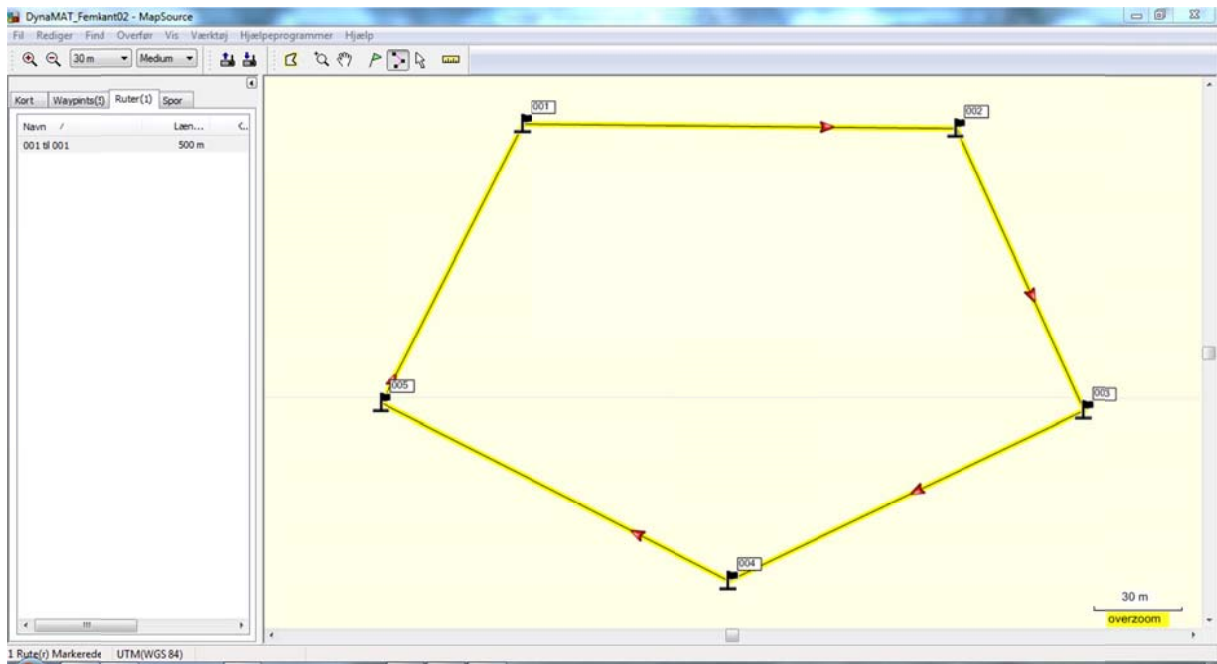 DynaMAT_Femkant02 - MapSource
Fil Rediger Find Overfør Vis Værktøj Hjælpeprogrammer Hjælp
30 m Medium
Kort Waypints(5) Ruter(1) Spor
Navn / Læn...
001 til 001 500 m
001
002
005
003
004
30 m
overzoom
1 Rute(r) Markerede UTM(WGS 84)